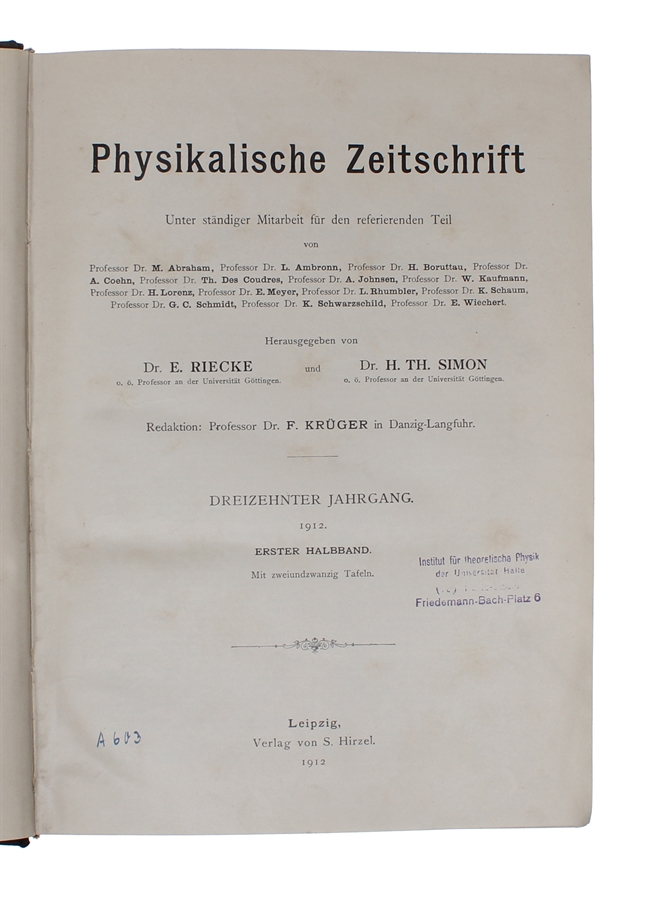 Physikalische Zeitschrift
Unter ständiger Mitarbeit für den referierenden Teil
von
Professor Dr. M. Abraham, Professor Dr. L. Ambronn, Professor Dr. H. Boruttau, Professor Dr.
A. Coehn, Professor Dr. Th. Des Coudres, Professor Dr. A. Johnsen, Professor Dr. W. Kaufmann,
Professor Dr. H. Lorenz, Professor Dr. E. Meyer, Professor Dr. L. Rhumbler, Professor Dr. K. Schaum,
Professor Dr. G. C. Schmidt, Professor Dr. K. Schwarzschild, Professor Dr. E. Wiechert.
Herausgegeben von
Dr. E. RIECKE und Dr. H. TH. SIMON
o. ö. Professor an der Universität Göttingen. o. ö. Professor an der Universität Göttingen.
Redaktion: Professor Dr. F. KRÜGER in Danzig-Langfuhr.
DREIZEHNTER JAHRGANG.
1912.
ERSTER HALBBAND.
Mit zweiundzwanzig Tafeln.
Institut für theoretische Physik
der Universität Halle
Friedemann-Bach-Platz 6
A 603
Leipzig,
Verlag von S. Hirzel.
1912